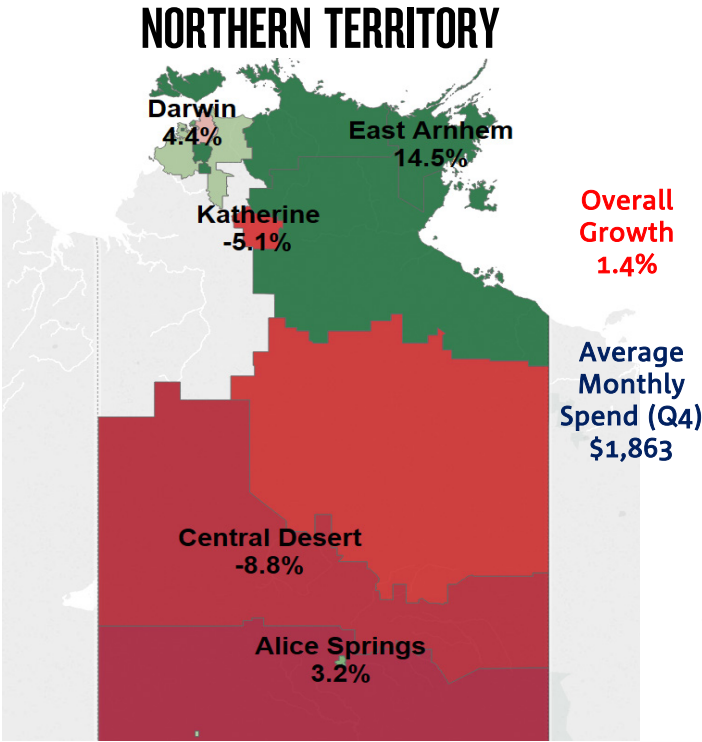 NORTHERN TERRITORY
Darwin
4.4%
East Arnhem
14.5%
Katherine
-5.1%
Overall
Growth
1.4%
Average
Monthly
Spend (Q4)
$1,863
Central Desert
-8.8%
Alice Springs
3.2%